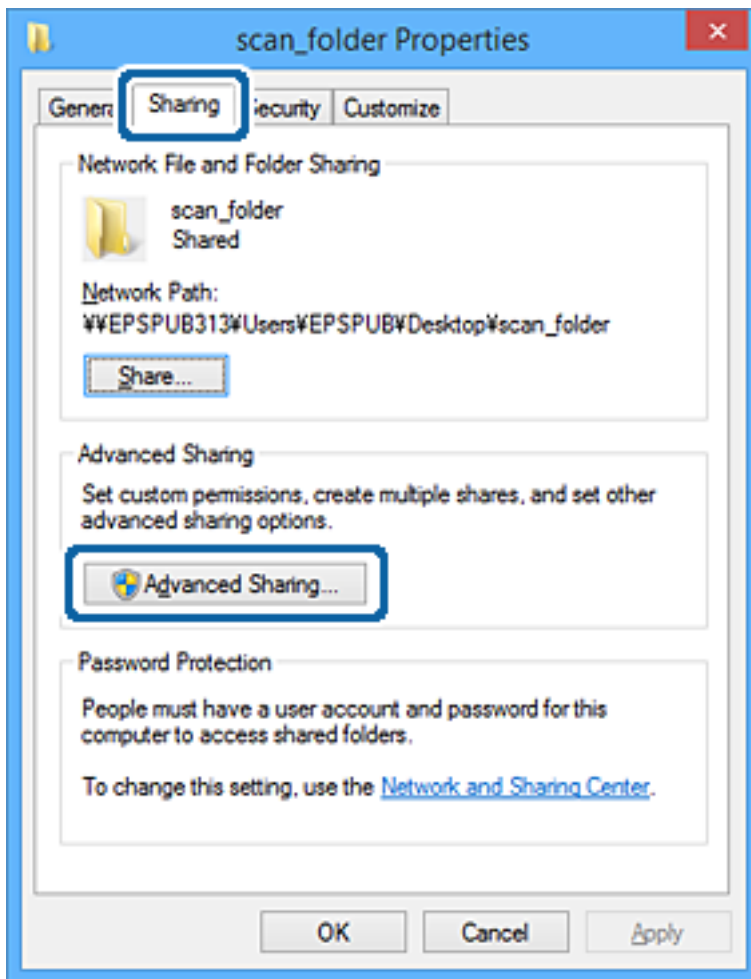 scan_folder Properties
General Sharing Security Customize
Network File and Folder Sharing
scan_folder
Shared
Network Path:
¥¥EPSPUB313¥Users¥EPSPUB¥Desktop¥scan_folder
Share...
Advanced Sharing
Set custom permissions, create multiple shares, and set other
advanced sharing options.
Advanced Sharing...
Password Protection
People must have a user account and password for this
computer to access shared folders.
To change this setting, use the Network and Sharing Center.
OK Cancel Apply